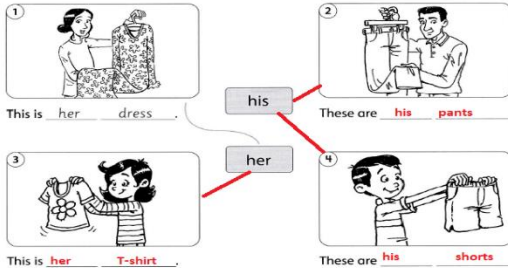 1
2
This is her dress.
his
These are his pants
her
3
4
This is her T-shirt.
These are his shorts